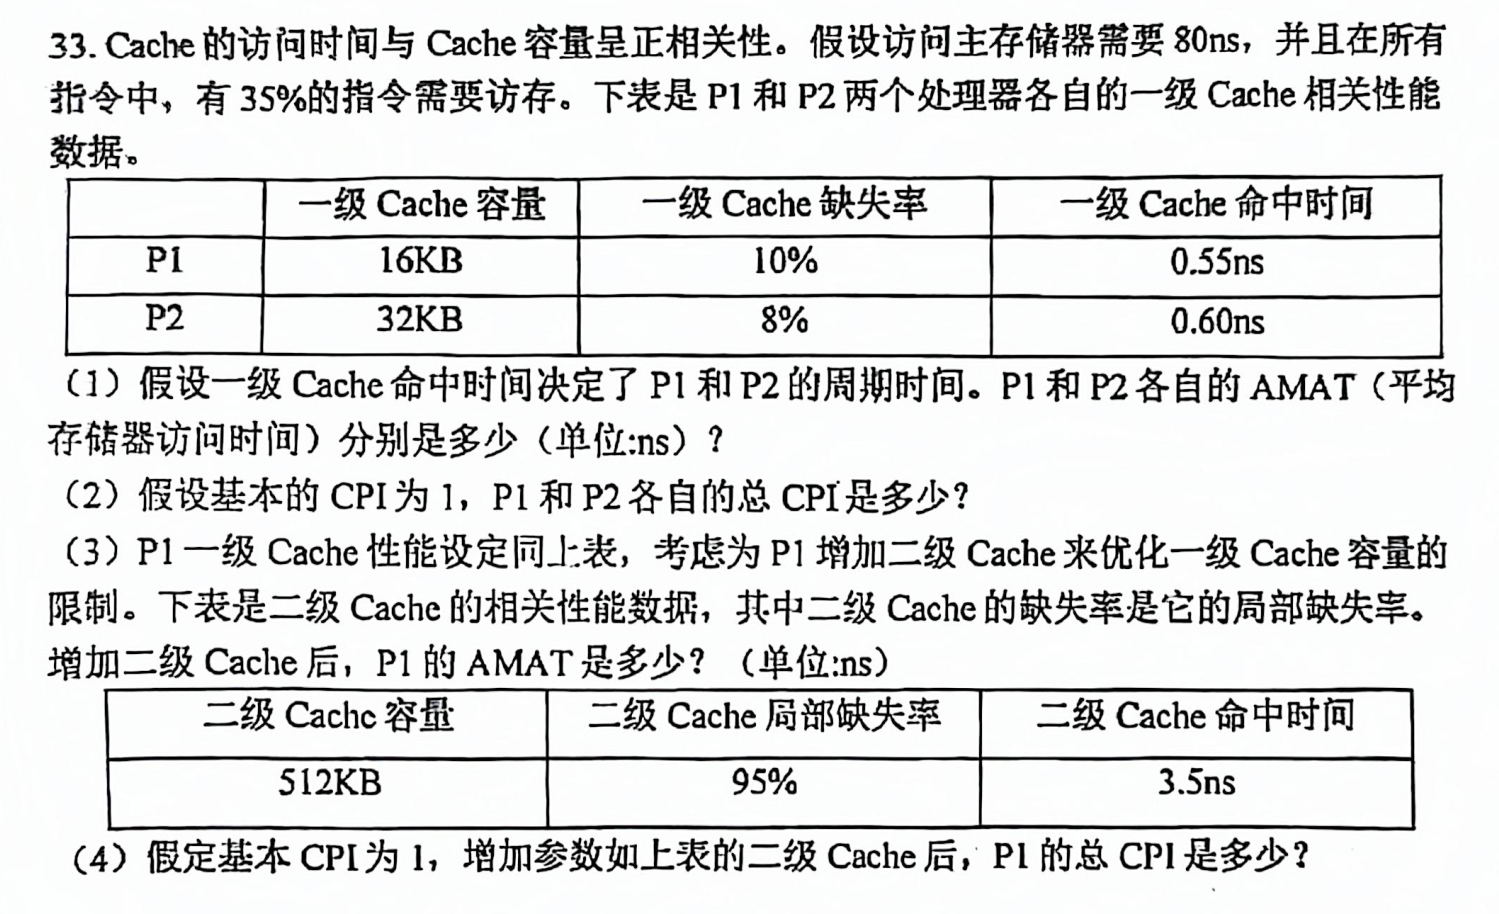 33. Cache 的访问时间与 Cache 容量呈正相关性。假设访问主存储器需要 80ns，并且在所有
指令中，有 35%的指令需要访存。下表是 P1 和 P2 两个处理器各自的一级 Cache 相关性能
数据。
一级 Cache 容量 一级 Cache 缺失率 一级 Cache 命中时间
P1 16KB 10% 0.55ns
P2 32KB 8% 0.60ns
（1）假设一级 Cache 命中时间决定了 P1 和 P2 的周期时间。P1 和 P2 各自的 AMAT（平均
存储器访问时间）分别是多少（单位:ns）？
（2）假设基本的 CPI 为 1，P1 和 P2 各自的总 CPI 是多少？
（3）P1 一级 Cache 性能设定同上表，考虑为 P1 增加二级 Cache 来优化一级 Cache 容量的
限制。下表是二级 Cache 的相关性能数据，其中二级 Cache 的缺失率是它的局部缺失率。
增加二级 Cache 后，P1 的 AMAT 是多少？（单位:ns）
二级 Cache 容量 二级 Cache 局部缺失率 二级 Cache 命中时间
512KB 95% 3.5ns
（4）假定基本 CPI 为 1，增加参数如上表的二级 Cache 后，P1 的总 CPI 是多少？